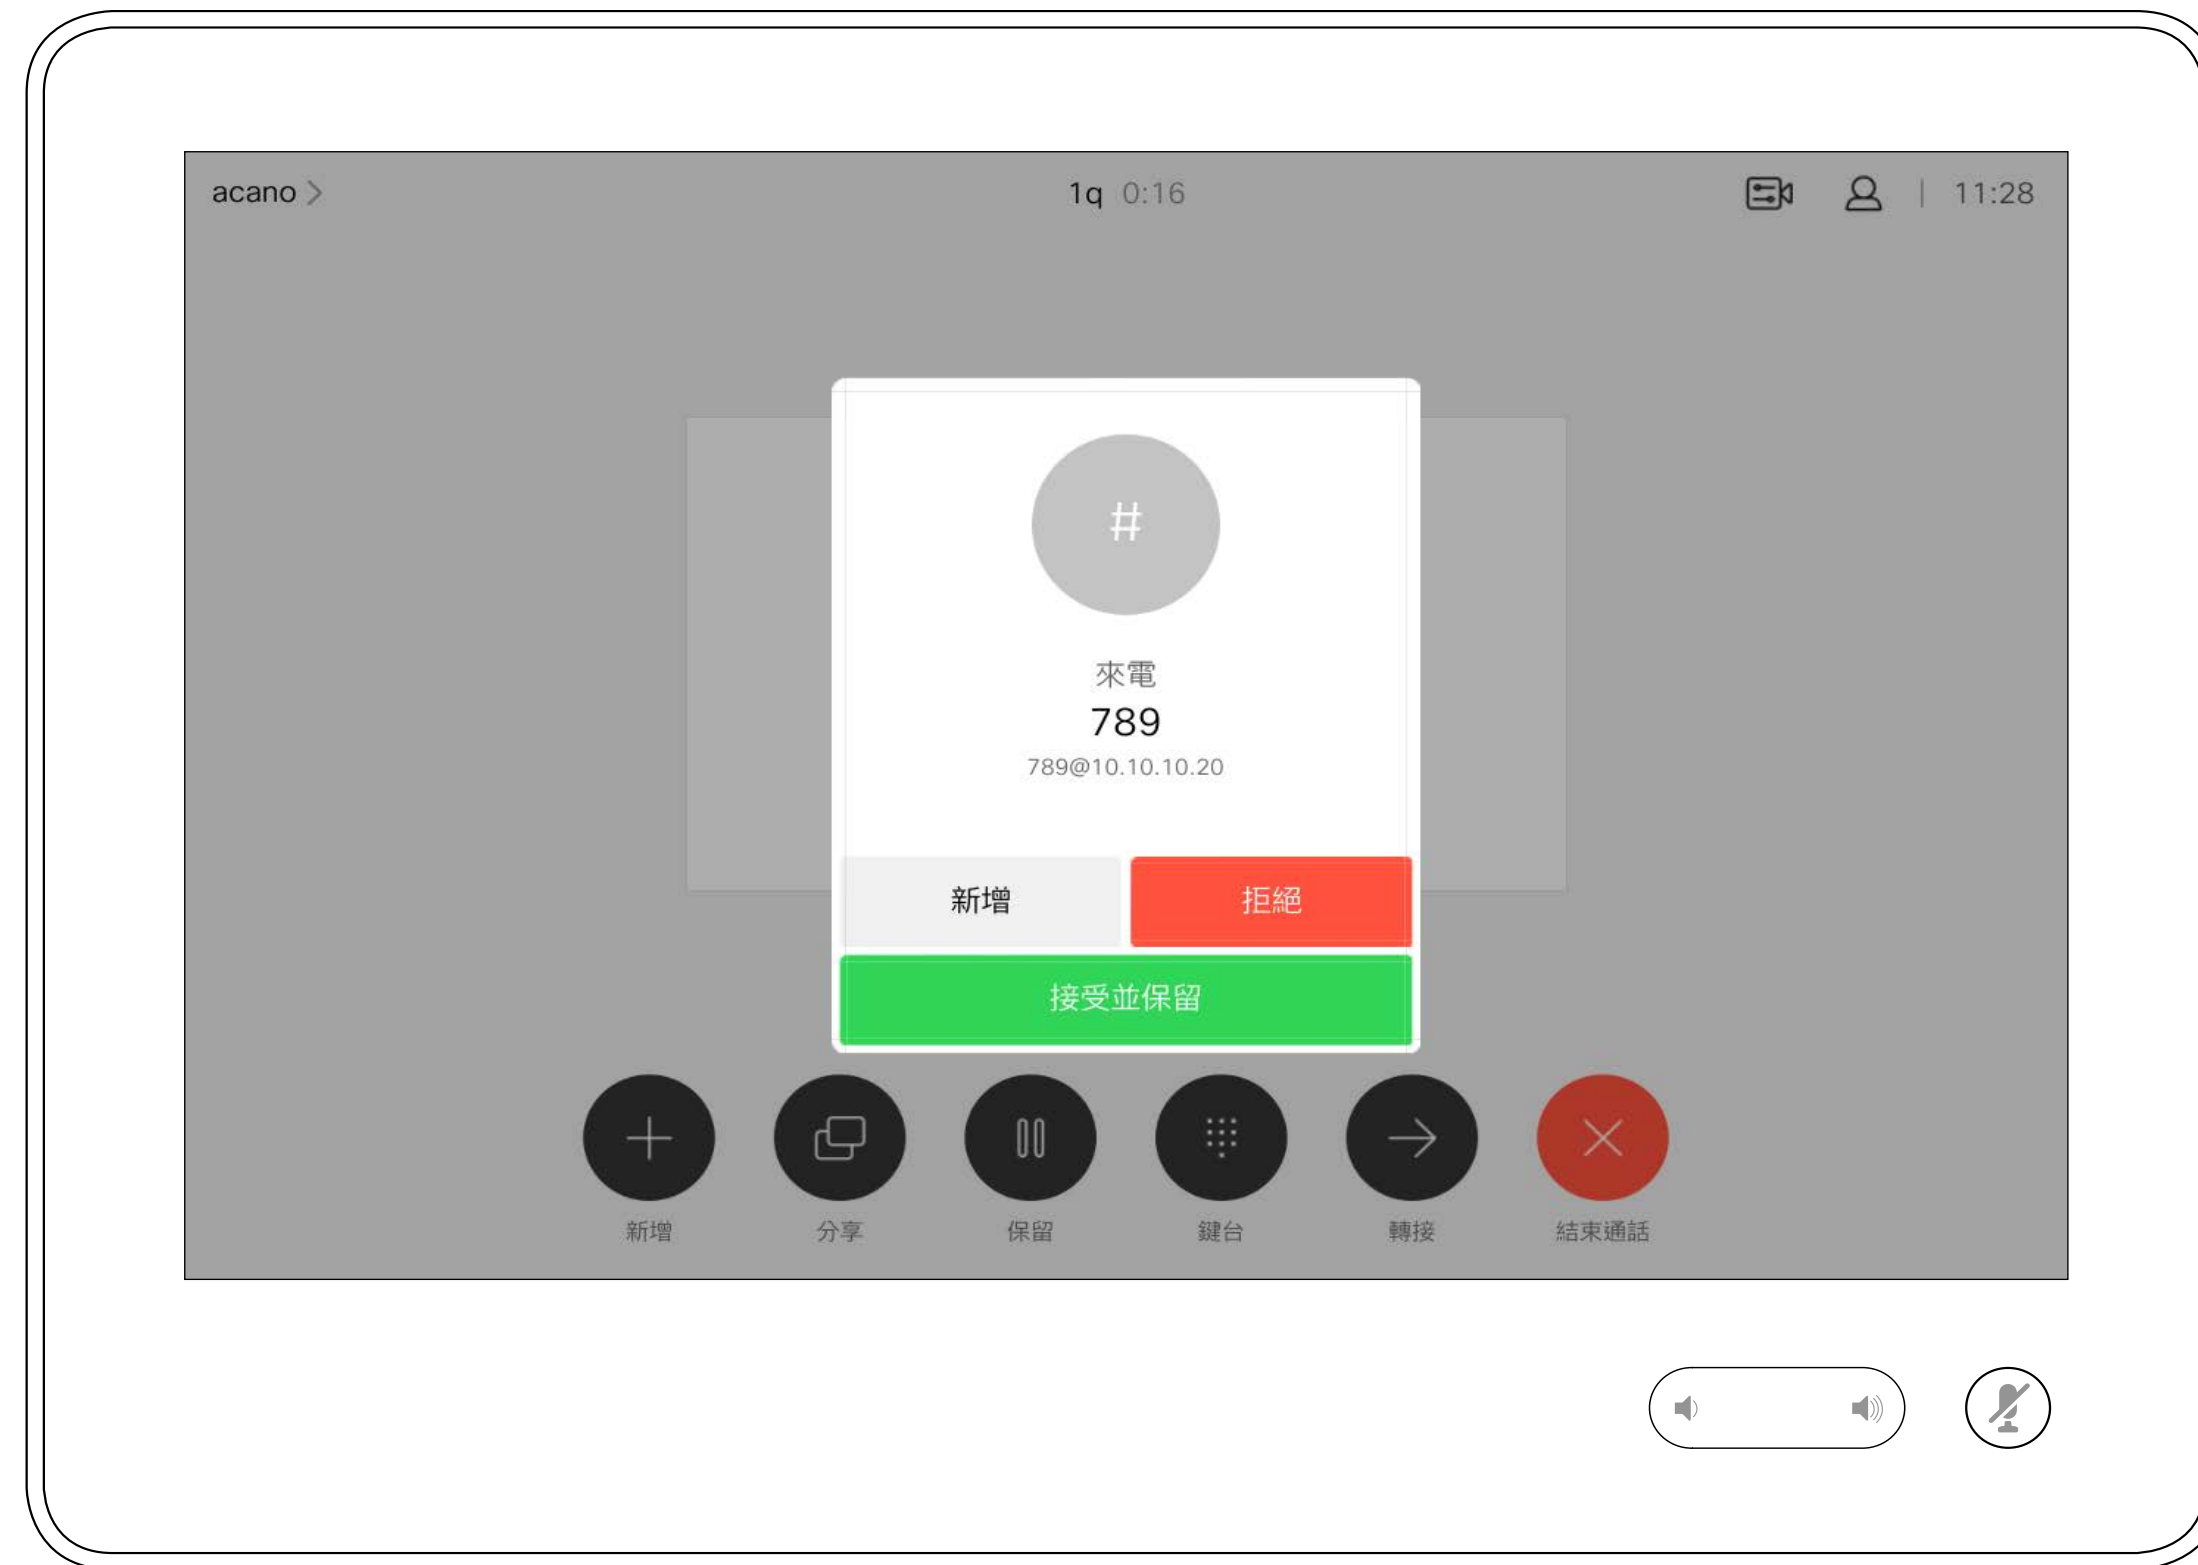 acano
1q 0:16
11:28
#
來電
789
789@10.10.10.20
新增
拒絕
接受並保留
新增
分享
保留
鍵台
轉接
結束通話